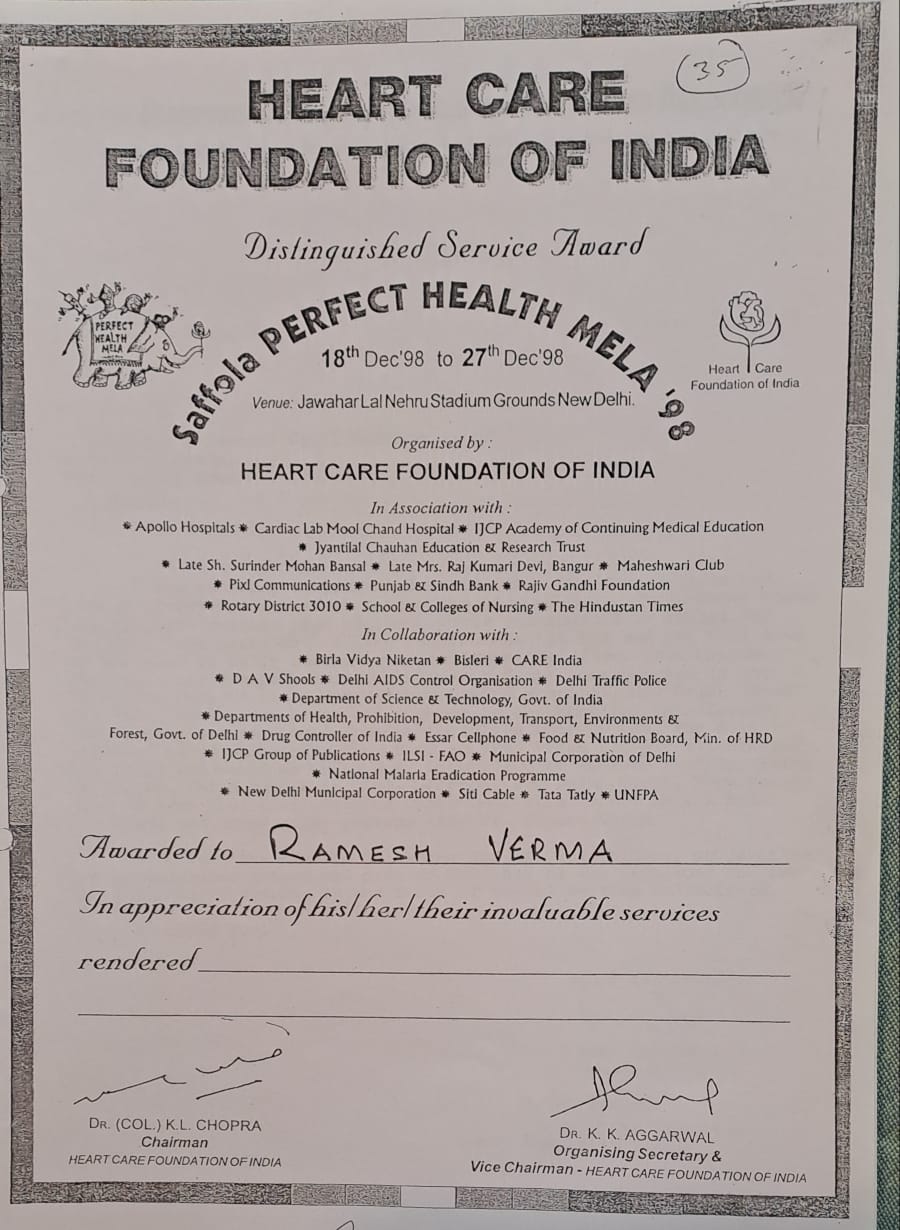 35
HEART CARE
FOUNDATION OF INDIA
Distinguished Service Award
PERFECT
HEALTH
MELA
Saffola PERFECT HEALTH MELA '98
18th Dec'98 to 27th Dec'98
Venue: Jawahar Lal Nehru Stadium Grounds New Delhi.
Heart Care
Foundation of India
Organised by :
HEART CARE FOUNDATION OF INDIA
In Association with :
* Apollo Hospitals * Cardiac Lab Mool Chand Hospital * IJCP Academy of Continuing Medical Education
* Jyantilal Chauhan Education & Research Trust
* Late Sh. Surinder Mohan Bansal * Late Mrs. Raj Kumari Devi, Bangur * Maheshwari Club
* Pixl Communications * Punjab & Sindh Bank * Rajiv Gandhi Foundation
* Rotary District 3010 * School & Colleges of Nursing * The Hindustan Times
In Collaboration with :
* Birla Vidya Niketan * Bisleri * CARE India
* D A V Shools * Delhi AIDS Control Organisation * Delhi Traffic Police
* Department of Science & Technology, Govt. of India
* Departments of Health, Prohibition, Development, Transport, Environments &
Forest, Govt. of Delhi * Drug Controller of India * Essar Cellphone * Food & Nutrition Board, Min. of HRD
* IJCP Group of Publications * ILSI - FAO * Municipal Corporation of Delhi
* National Malaria Eradication Programme
* New Delhi Municipal Corporation * Siti Cable * Tata Tatly * UNFPA
Awarded to RAMESH VERMA
In appreciation of his/her/their invaluable services
rendered
DR. (COL.) K.L. CHOPRA
Chairman
HEART CARE FOUNDATION OF INDIA
DR. K. K. AGGARWAL
Organising Secretary &
Vice Chairman - HEART CARE FOUNDATION OF INDIA